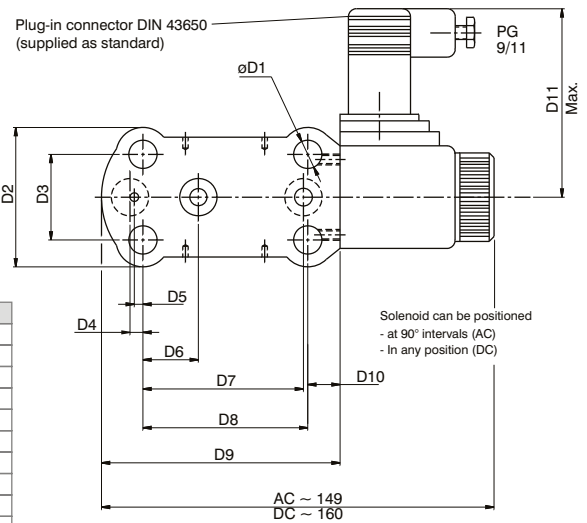 Plug-in connector DIN 43650
(supplied as standard)
PG
9/11
øD1
D11
Max.
D2
D3
D5
D4
D6
Solenoid can be positioned
- at 90° intervals (AC)
- In any position (DC)
D10
D7
D8
D9
AC ~ 149
DC ~ 160